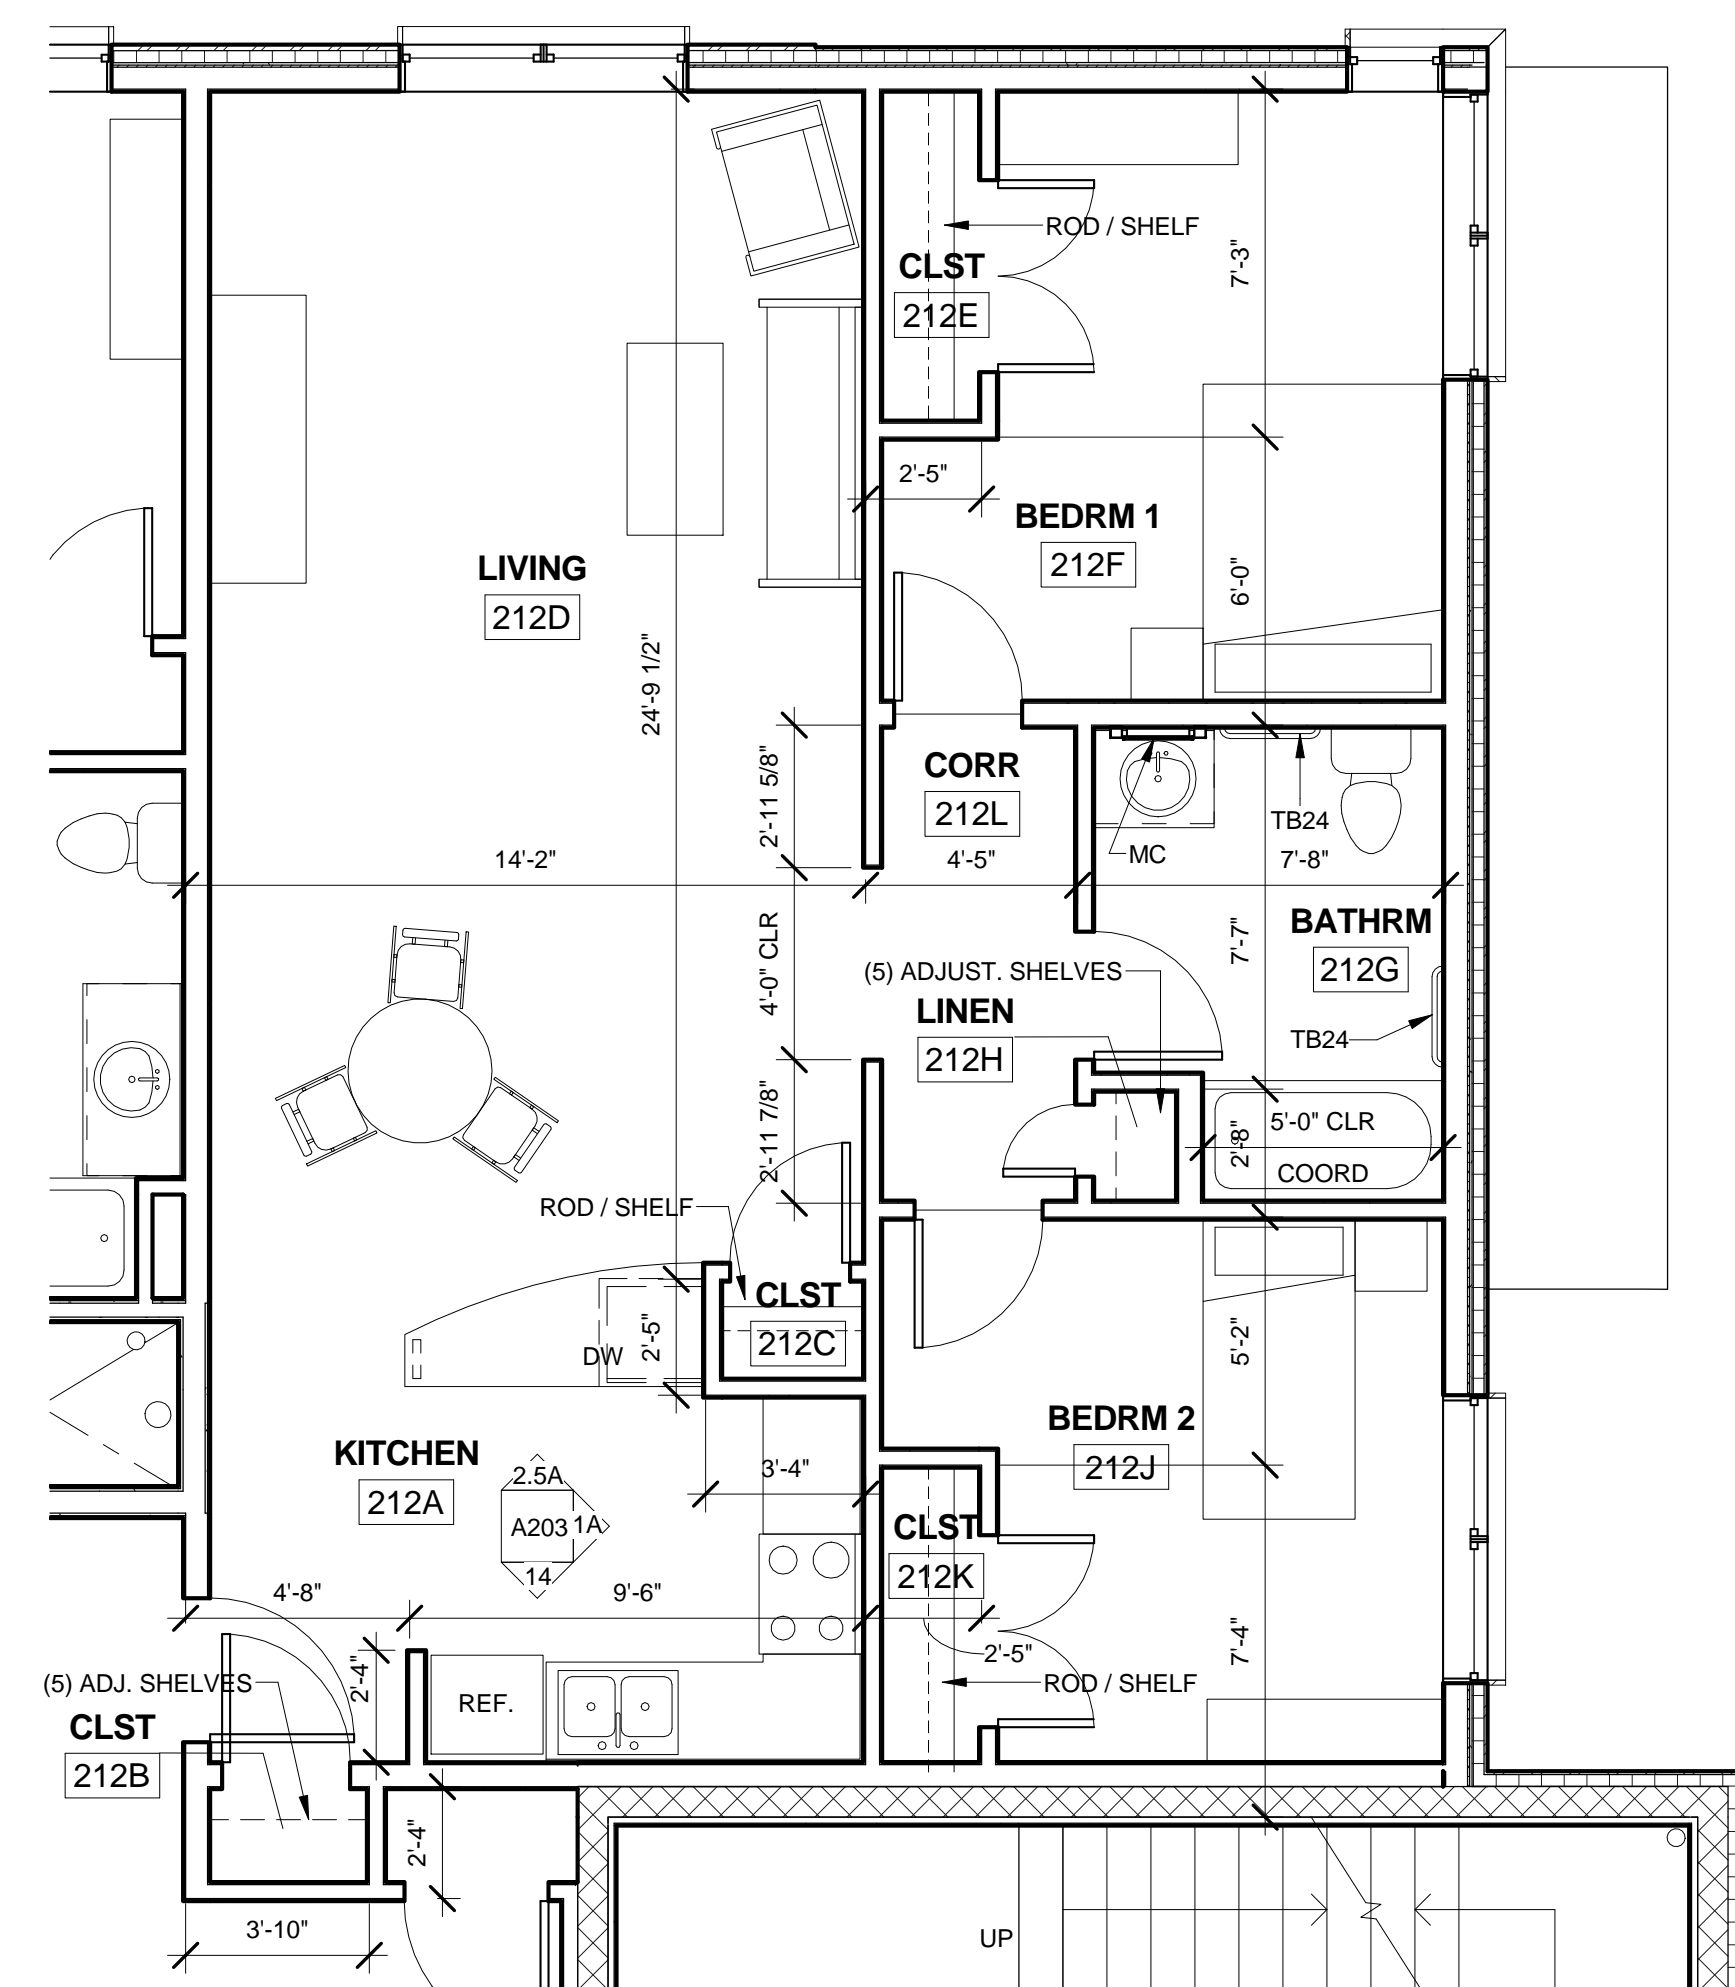 ROD / SHELF
CLST
212E
7'-3"
2'-5"
BEDRM 1
212F
LIVING
212D
6'-0"
24'-9 1/2"
2'-11 5/8"
CORR
212L
TB24
MC
14'-2"
4'-5"
7'-8"
BATHRM
212G
7'-7"
4'-0" CLR
(5) ADJUST. SHELVES
LINEN
212H
TB24
2'-11 7/8"
5'-0" CLR
2'-8"
COORD
ROD / SHELF
CLST
212C
DW
2'-5"
5'-2"
BEDRM 2
212J
KITCHEN
212A
2.5A
A203
1A
14
3'-4"
CLST
212K
4'-8"
9'-6"
2'-5"
7'-4"
ROD / SHELF
(5) ADJ. SHELVES
2'-4"
REF.
CLST
212B
2'-4"
3'-10"
UP